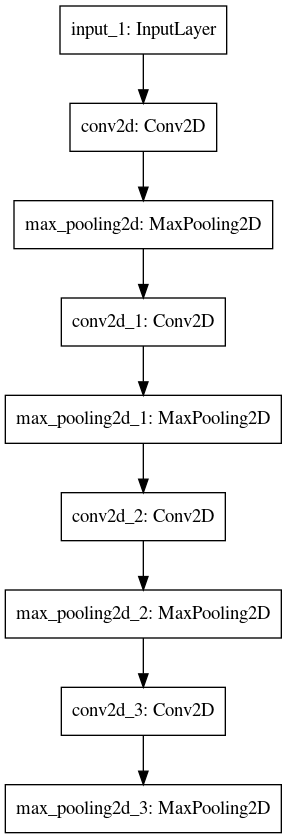 input_1: InputLayer
conv2d: Conv2D
max_pooling2d: MaxPooling2D
conv2d_1: Conv2D
max_pooling2d_1: MaxPooling2D
conv2d_2: Conv2D
max_pooling2d_2: MaxPooling2D
conv2d_3: Conv2D
max_pooling2d_3: MaxPooling2D